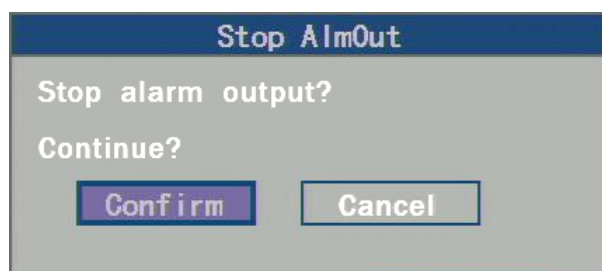 Stop AlmOut
Stop alarm output?
Continue?
Confirm Cancel